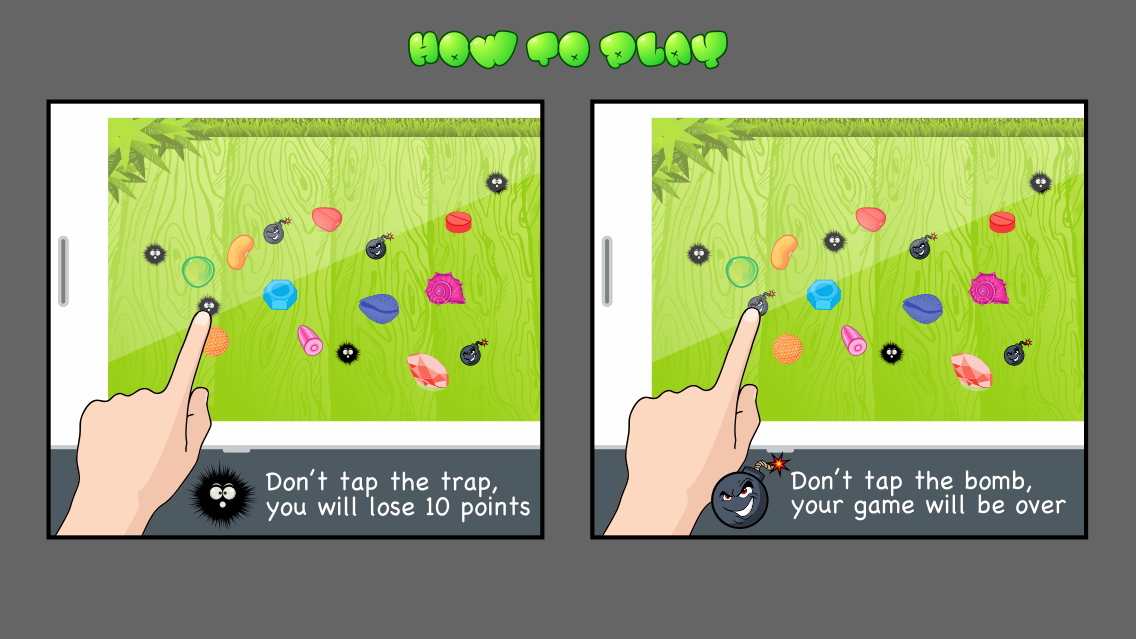 HOW TO PLAY
Don't tap the trap,
you will lose 10 points
Don't tap the bomb,
your game will be over